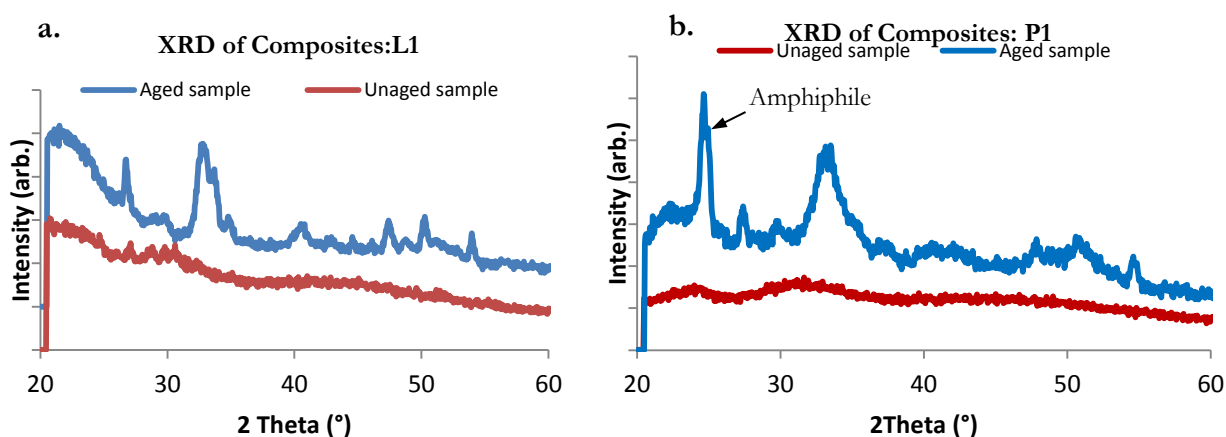 a.
XRD of Composites:L1
Aged sample
Unaged sample
Intensity (arb.)
20
30
40
50
60
2 Theta (°)
b.
XRD of Composites: P1
Unaged sample
Aged sample
Amphiphile
Intensity (arb.)
20
30
40
50
60
2Theta (°)